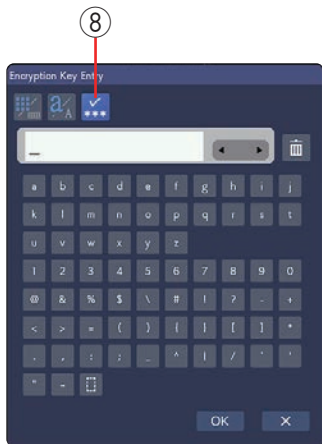 8
Encryption Key Entry
a/A
***
_
a b c d e f g h i j
k l m n o p q r s t
u v w x y z
1 2 3 4 5 6 7 8 9 0
@ & % $ \ # ! ? - +
< > = ( ) { } [ ] *
. , : ; _ ^ | /
OK ×